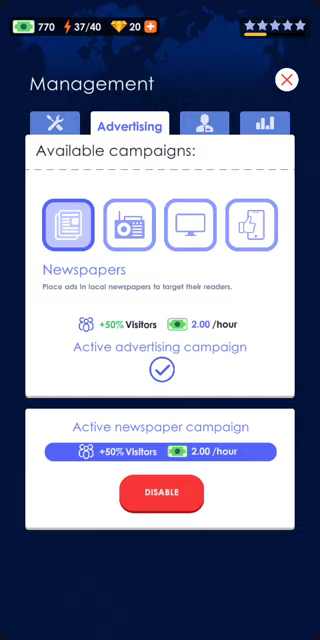 770
37/40
20
Management
Advertising
Available campaigns:
Newspapers
Place ads in local newspapers to target their readers.
+50% Visitors 2.00 /hour
Active advertising campaign
Active newspaper campaign
+50% Visitors 2.00 /hour
DISABLE